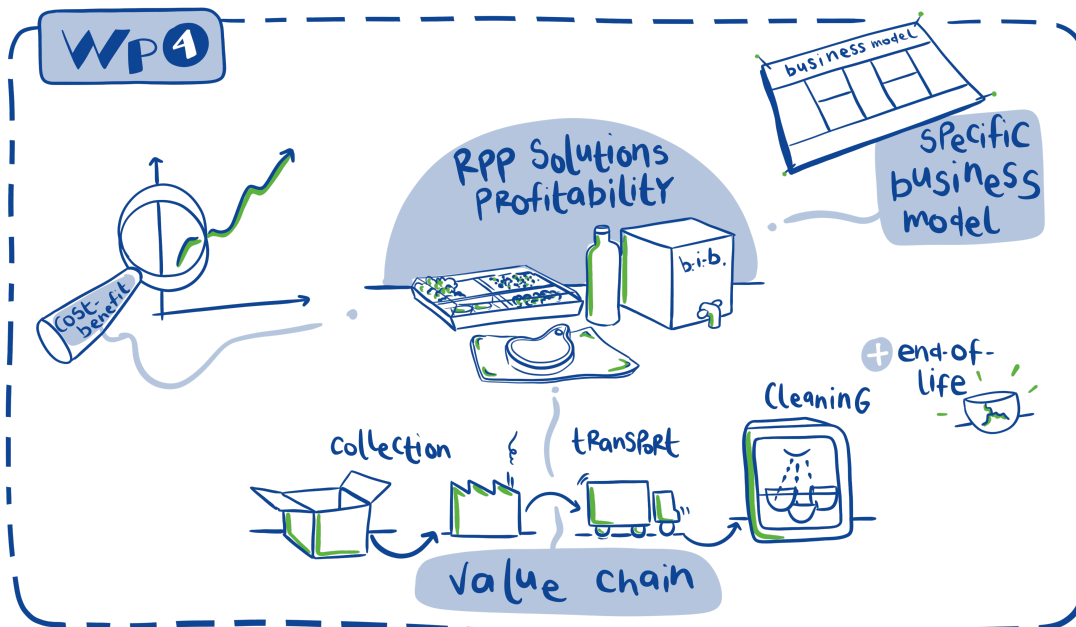 WP4
business model
RPP Solutions
Profitability
SPecific
business
model
b.i.b.
cost-
benefit
+ end-of-
life
Cleaning
collection
tRansPoRt
value chain